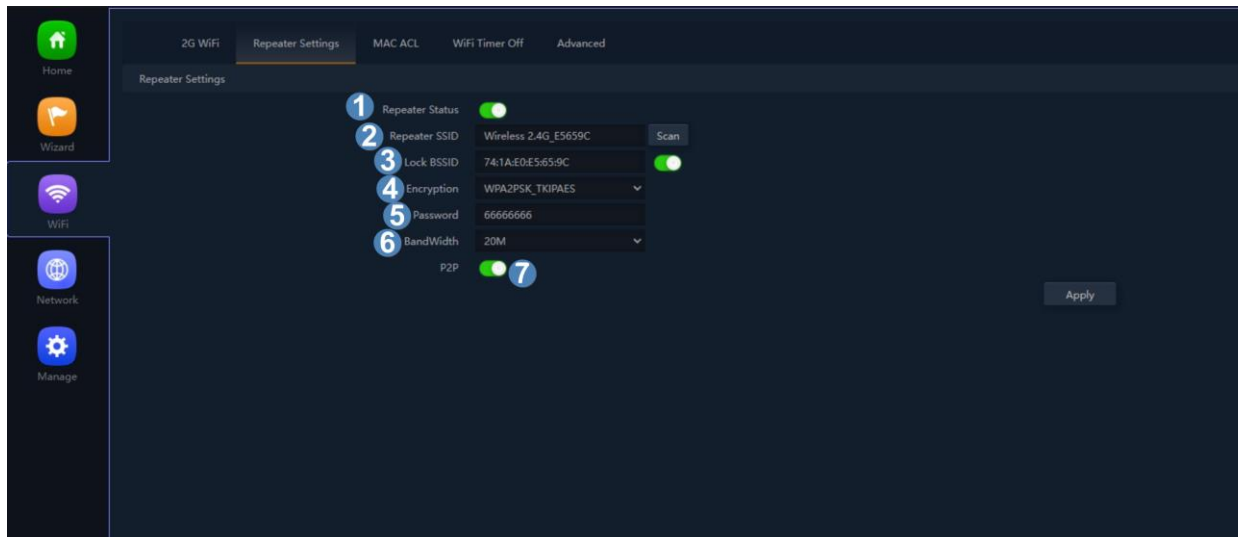 Home
Wizard
WiFi
Network
Manage
2G WiFi Repeater Settings MAC ACL WiFi Timer Off Advanced
Repeater Settings
1 Repeater Status
2 Repeater SSID Wireless 2.4G_E5659C Scan
3 Lock BSSID 74:1A:E0:E5:65:9C
4 Encryption WPA2PSK_TKIPAES
5 Password 66666666
6 BandWidth 20M
P2P 7
Apply